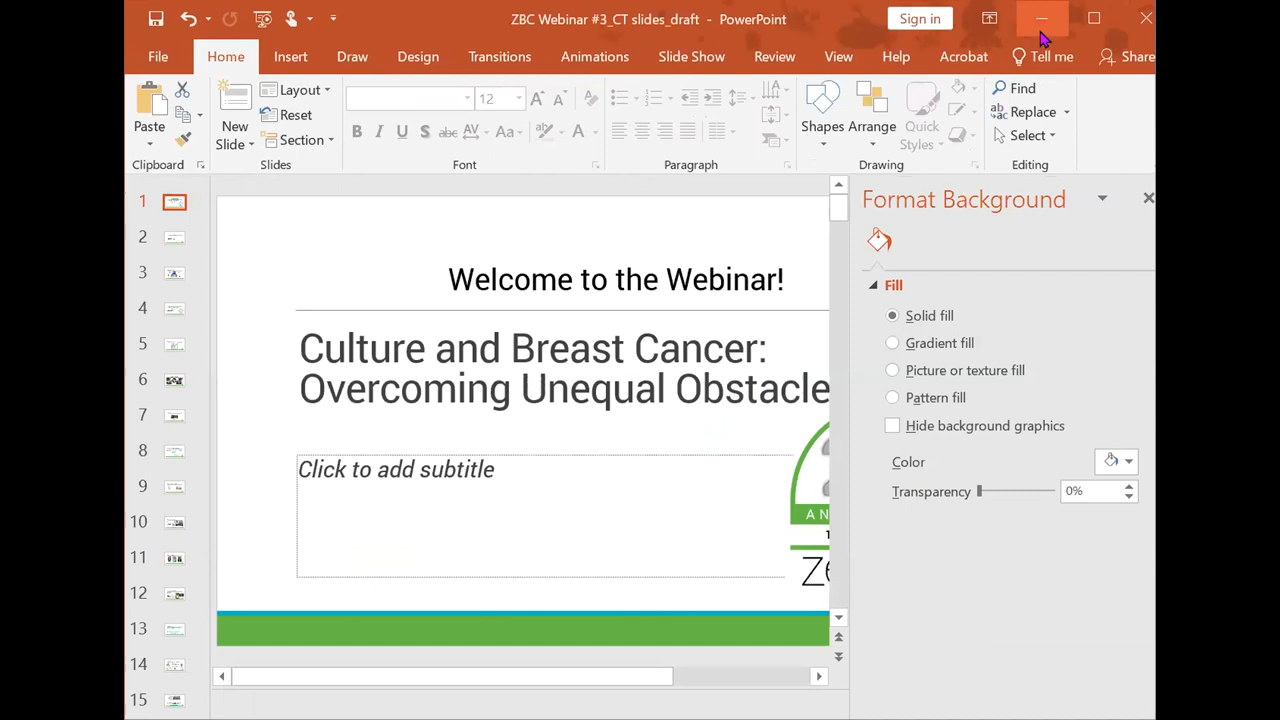 ZBC Webinar #3_CT slides_draft - PowerPoint
Sign in
File
Home
Insert
Draw
Design
Transitions
Animations
Slide Show
Review
View
Help
Acrobat
Tell me
Share
Paste
New
Slide
Layout
Reset
Section
12
B
I
U
S
abc
AV
Aa
A
Shapes
Arrange
Quick
Styles
Find
Replace
Select
Clipboard
Slides
Font
Paragraph
Drawing
Editing
1
2
3
4
5
6
7
8
9
10
11
12
13
14
15
Welcome to the Webinar!
Culture and Breast Cancer:
Overcoming Unequal Obstacle
Click to add subtitle
A N
Format Background
Fill
Solid fill
Gradient fill
Picture or texture fill
Pattern fill
Hide background graphics
Color
Transparency
0%